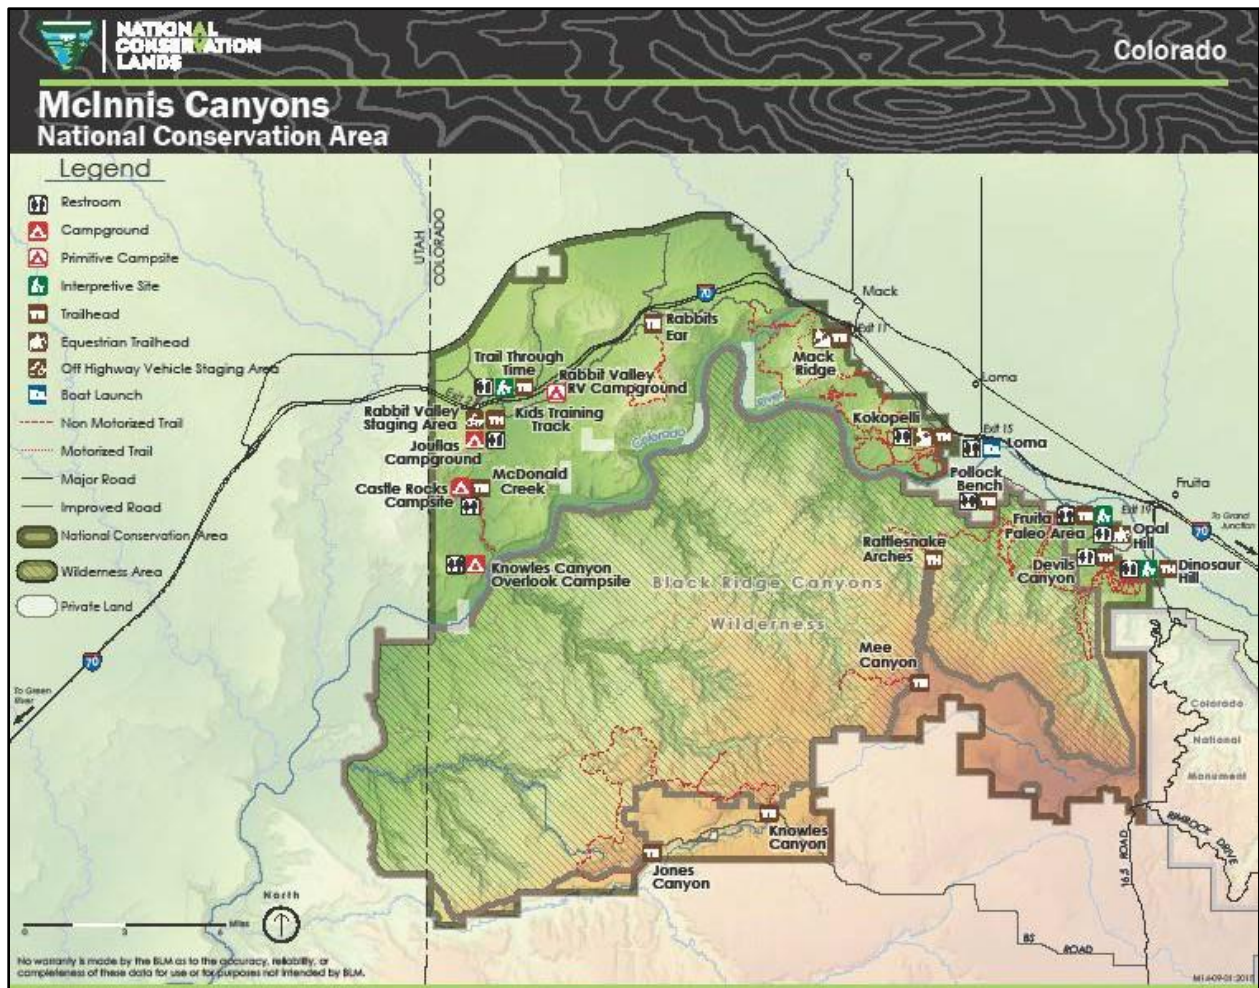 NATIONAL
CONSERVATION
LANDS
Colorado
McInnis Canyons
National Conservation Area
Legend
Restroom
Campground
Primitive Campsite
Interpretive Site
Trailhead
Equestrian Trailhead
Off Highway Vehicle Staging Area
Boat Launch
Non Motorized Trail
Motorized Trail
Major Road
Improved Road
National Conservation Area
Wilderness Area
Private Land
UTAH
COLORADO
70
Mack
Rabbits
Ear
Exit 11
Mack
Ridge
Trail Through
Time
Rabbit Valley
RV Campground
Loma
Exit 2
Rabbit Valley
Staging Area
Kids Training
Track
Colorado
River
Kokopelli
Exit 15
Loma
Jouflas
Campground
Pollock
Bench
Castle Rocks
Campsite
McDonald
Creek
Fruita
Fruita
Paleo Area
Exit 19
Opal
Hill
70
To Grand
Junction
Rattlesnake
Arches
Devils
Canyon
Dinosaur
Hill
Knowles Canyon
Overlook Campsite
Black Ridge Canyons
Wilderness
Mee
Canyon
70
To Green
River
Colorado
National
Monument
Knowles
Canyon
Jones
Canyon
16.5 ROAD
RIMROCK DRIVE
BS ROAD
North
0 3 6 Miles
No warranty is made by the BLM as to the accuracy, reliability, or
completeness of these data for use or for purposes not intended by BLM.